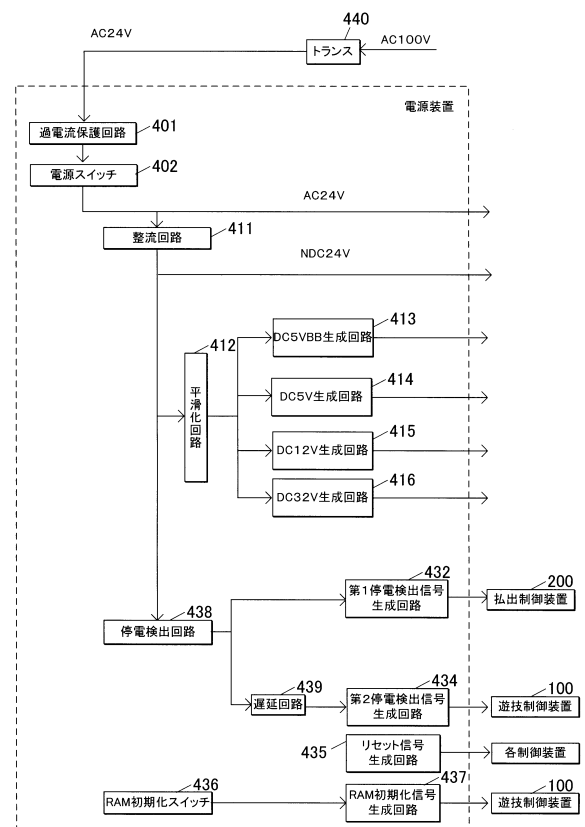 440
AC24V
AC100V
トランス
電源装置
過電流保護回路
401
電源スイッチ
402
AC24V
整流回路
411
NDC24V
413
DC5VBB生成回路
412
平滑化回路
414
DC5V生成回路
415
DC12V生成回路
416
DC32V生成回路
432
第1停電検出信号
生成回路
200
払出制御装置
438
停電検出回路
439
遅延回路
434
第2停電検出信号
生成回路
100
遊技制御装置
435
リセット信号
生成回路
各制御装置
436
RAM初期化スイッチ
437
RAM初期化信号
生成回路
100
遊技制御装置